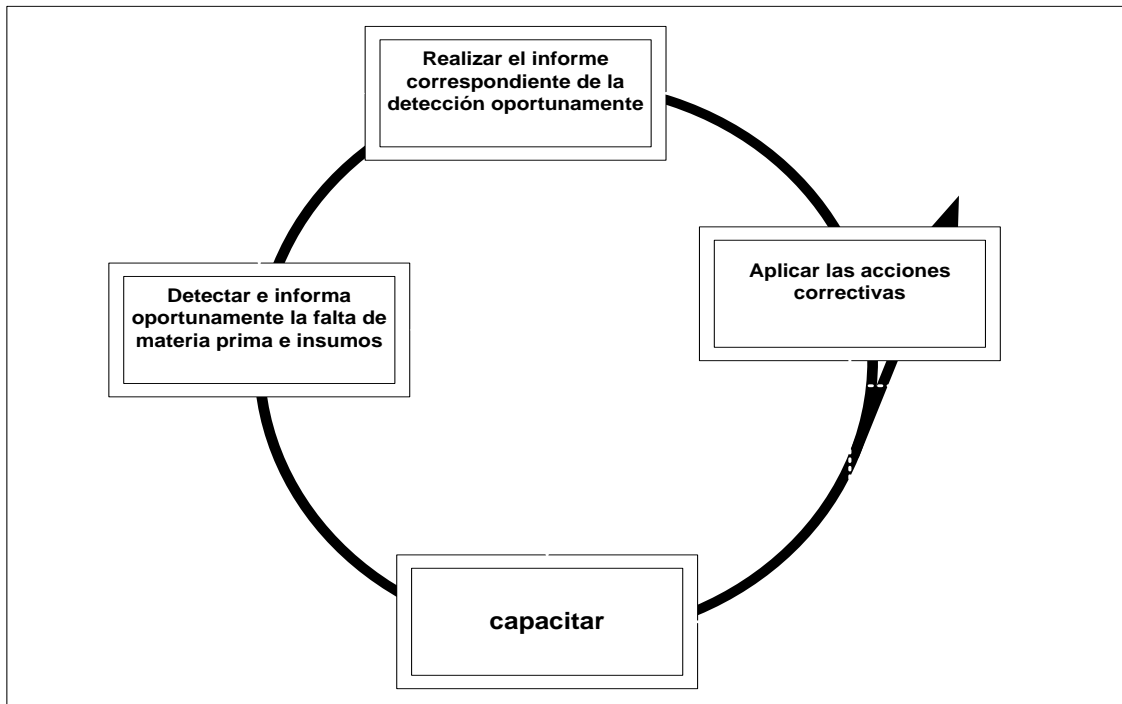 Realizar el informe
correspondiente de la
detección oportunamente
Detectar e informa
oportunamente la falta de
materia prima e insumos
Aplicar las acciones
correctivas
capacitar